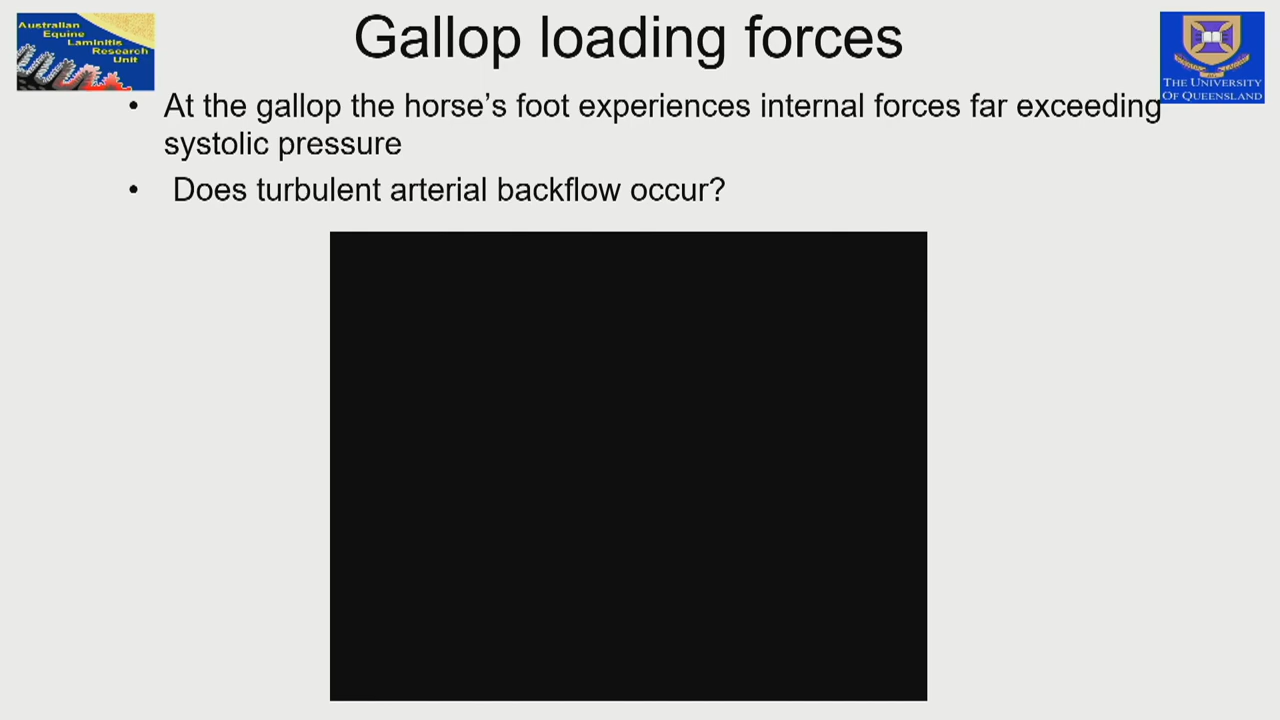 Australian
Equine
Laminitis
Research
Unit
Gallop loading forces
THE UNIVERSITY
OF QUEENSLAND
• At the gallop the horse’s foot experiences internal forces far exceeding
systolic pressure
• Does turbulent arterial backflow occur?